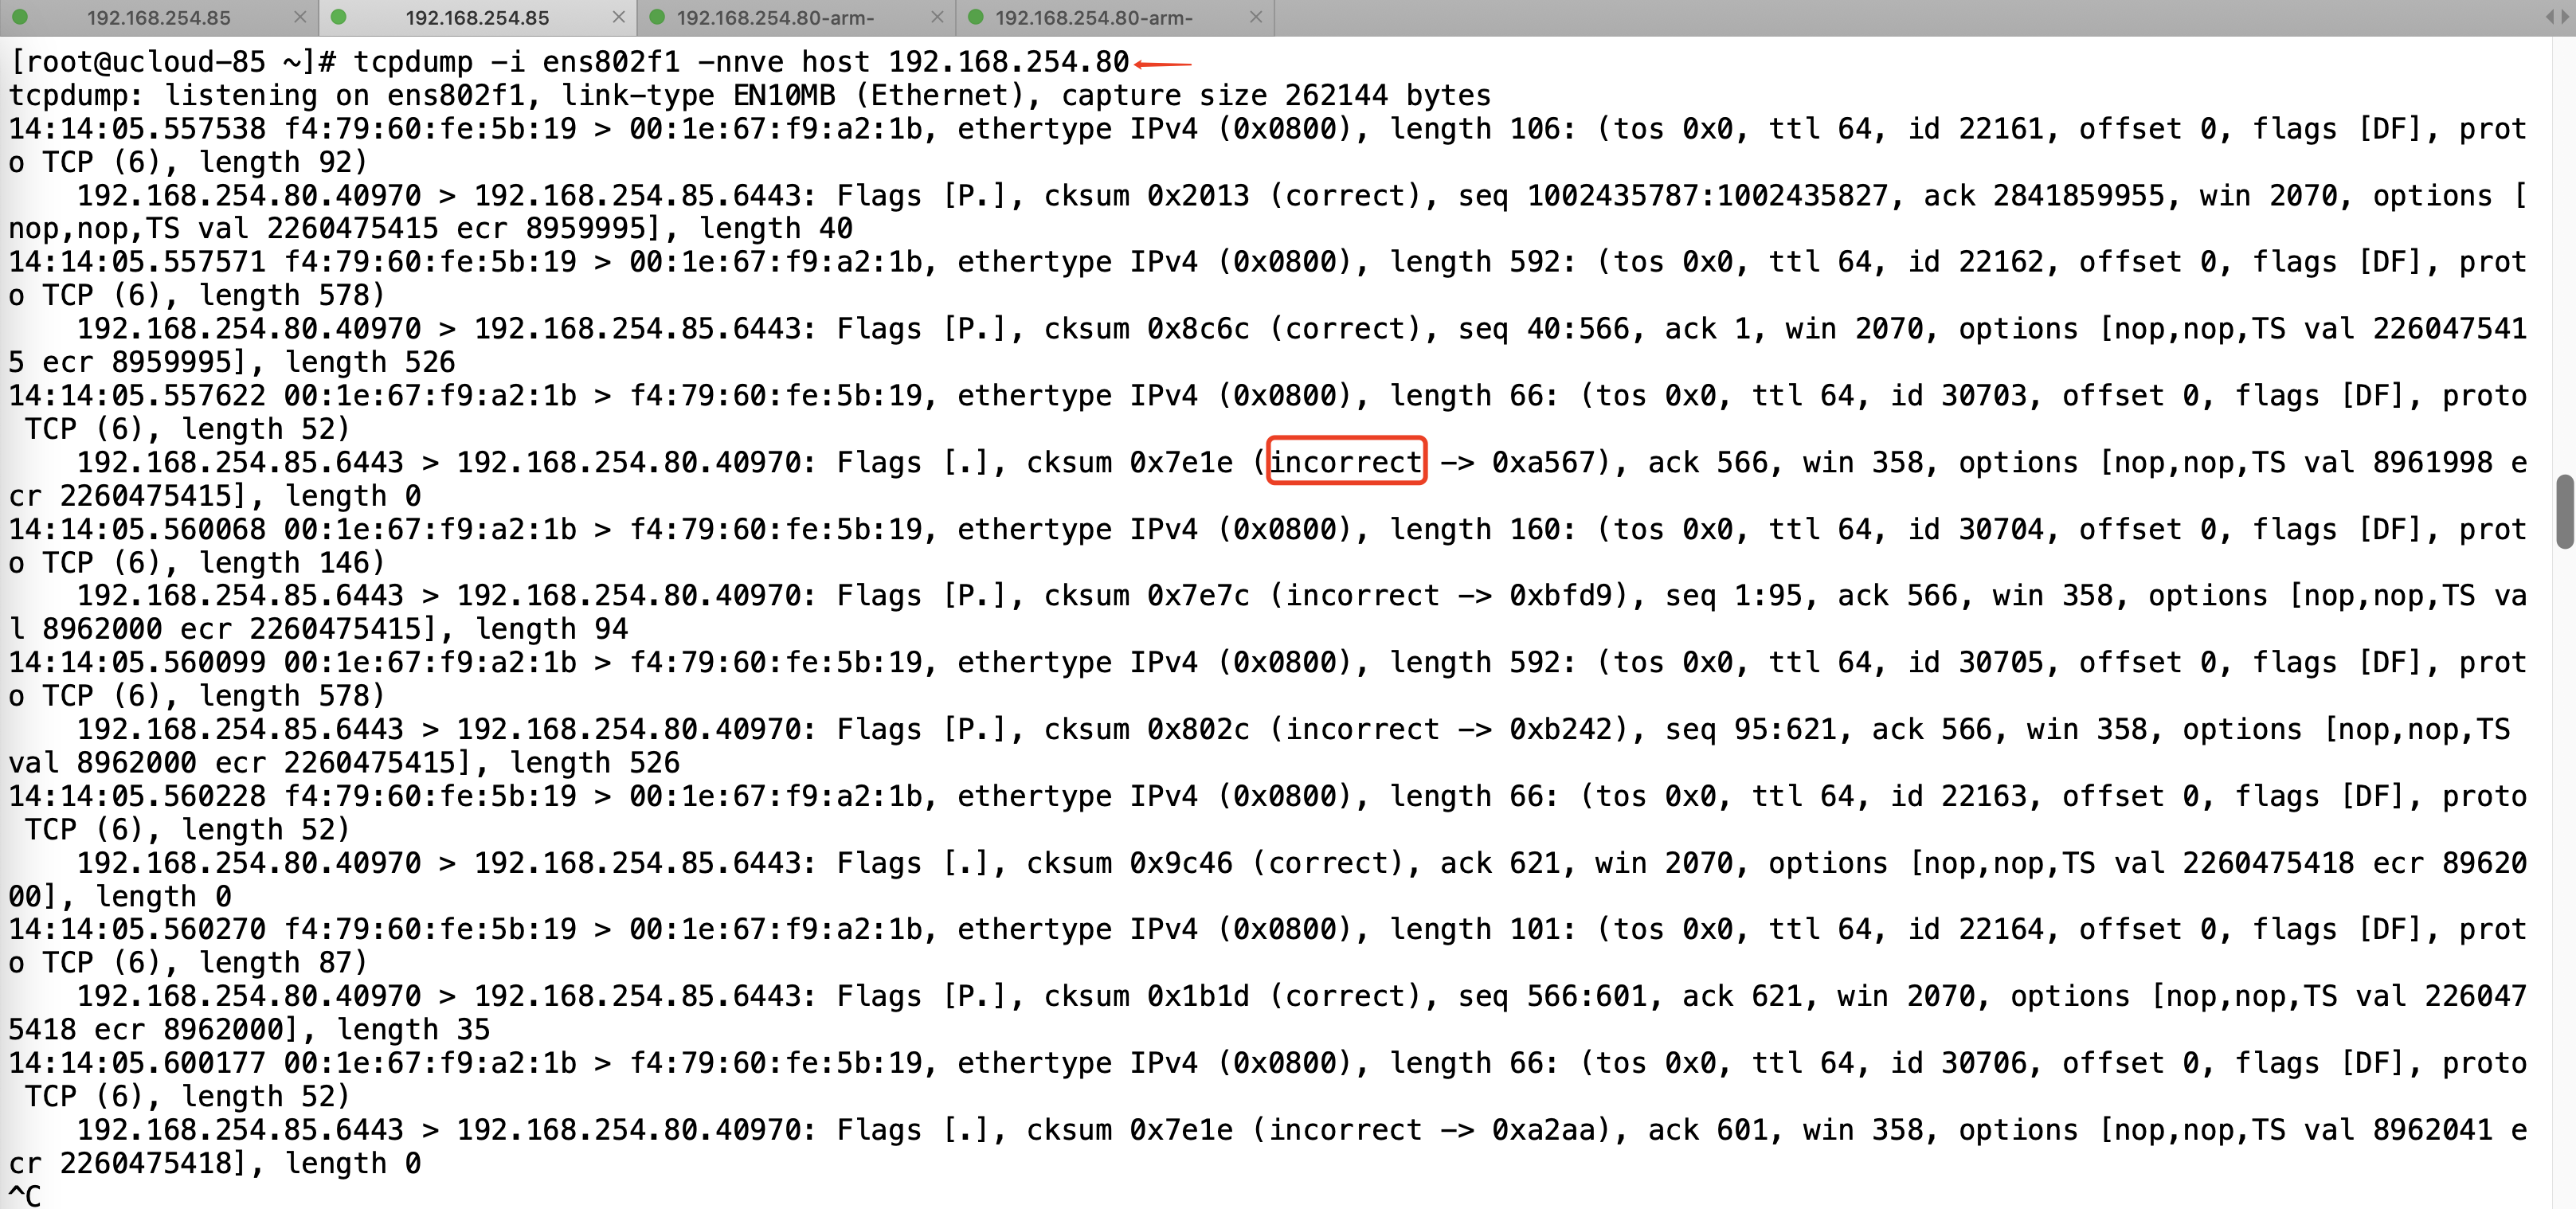 192.168.254.85
192.168.254.85
192.168.254.80-arm-
192.168.254.80-arm-
[root@ucloud-85 ~]# tcpdump -i ens802f1 -nnve host 192.168.254.80
tcpdump: listening on ens802f1, link-type EN10MB (Ethernet), capture size 262144 bytes
14:14:05.557538 f4:79:60:fe:5b:19 > 00:1e:67:f9:a2:1b, ethertype IPv4 (0x0800), length 106: (tos 0x0, ttl 64, id 22161, offset 0, flags [DF], prot
o TCP (6), length 92)
    192.168.254.80.40970 > 192.168.254.85.6443: Flags [P.], cksum 0x2013 (correct), seq 1002435787:1002435827, ack 2841859955, win 2070, options [
nop,nop,TS val 2260475415 ecr 8959995], length 40
14:14:05.557571 f4:79:60:fe:5b:19 > 00:1e:67:f9:a2:1b, ethertype IPv4 (0x0800), length 592: (tos 0x0, ttl 64, id 22162, offset 0, flags [DF], prot
o TCP (6), length 578)
    192.168.254.80.40970 > 192.168.254.85.6443: Flags [P.], cksum 0x8c6c (correct), seq 40:566, ack 1, win 2070, options [nop,nop,TS val 226047541
5 ecr 8959995], length 526
14:14:05.557622 00:1e:67:f9:a2:1b > f4:79:60:fe:5b:19, ethertype IPv4 (0x0800), length 66: (tos 0x0, ttl 64, id 30703, offset 0, flags [DF], proto
 TCP (6), length 52)
    192.168.254.85.6443 > 192.168.254.80.40970: Flags [.], cksum 0x7e1e (incorrect -> 0xa567), ack 566, win 358, options [nop,nop,TS val 8961998 e
cr 2260475415], length 0
14:14:05.560068 00:1e:67:f9:a2:1b > f4:79:60:fe:5b:19, ethertype IPv4 (0x0800), length 160: (tos 0x0, ttl 64, id 30704, offset 0, flags [DF], prot
o TCP (6), length 146)
    192.168.254.85.6443 > 192.168.254.80.40970: Flags [P.], cksum 0x7e7c (incorrect -> 0xbfd9), seq 1:95, ack 566, win 358, options [nop,nop,TS va
l 8962000 ecr 2260475415], length 94
14:14:05.560099 00:1e:67:f9:a2:1b > f4:79:60:fe:5b:19, ethertype IPv4 (0x0800), length 592: (tos 0x0, ttl 64, id 30705, offset 0, flags [DF], prot
o TCP (6), length 578)
    192.168.254.85.6443 > 192.168.254.80.40970: Flags [P.], cksum 0x802c (incorrect -> 0xb242), seq 95:621, ack 566, win 358, options [nop,nop,TS
val 8962000 ecr 2260475415], length 526
14:14:05.560228 f4:79:60:fe:5b:19 > 00:1e:67:f9:a2:1b, ethertype IPv4 (0x0800), length 66: (tos 0x0, ttl 64, id 22163, offset 0, flags [DF], proto
 TCP (6), length 52)
    192.168.254.80.40970 > 192.168.254.85.6443: Flags [.], cksum 0x9c46 (correct), ack 621, win 2070, options [nop,nop,TS val 2260475418 ecr 89620
00], length 0
14:14:05.560270 f4:79:60:fe:5b:19 > 00:1e:67:f9:a2:1b, ethertype IPv4 (0x0800), length 101: (tos 0x0, ttl 64, id 22164, offset 0, flags [DF], prot
o TCP (6), length 87)
    192.168.254.80.40970 > 192.168.254.85.6443: Flags [P.], cksum 0x1b1d (correct), seq 566:601, ack 621, win 2070, options [nop,nop,TS val 226047
5418 ecr 8962000], length 35
14:14:05.600177 00:1e:67:f9:a2:1b > f4:79:60:fe:5b:19, ethertype IPv4 (0x0800), length 66: (tos 0x0, ttl 64, id 30706, offset 0, flags [DF], proto
 TCP (6), length 52)
    192.168.254.85.6443 > 192.168.254.80.40970: Flags [.], cksum 0x7e1e (incorrect -> 0xa2aa), ack 601, win 358, options [nop,nop,TS val 8962041 e
cr 2260475418], length 0
^C